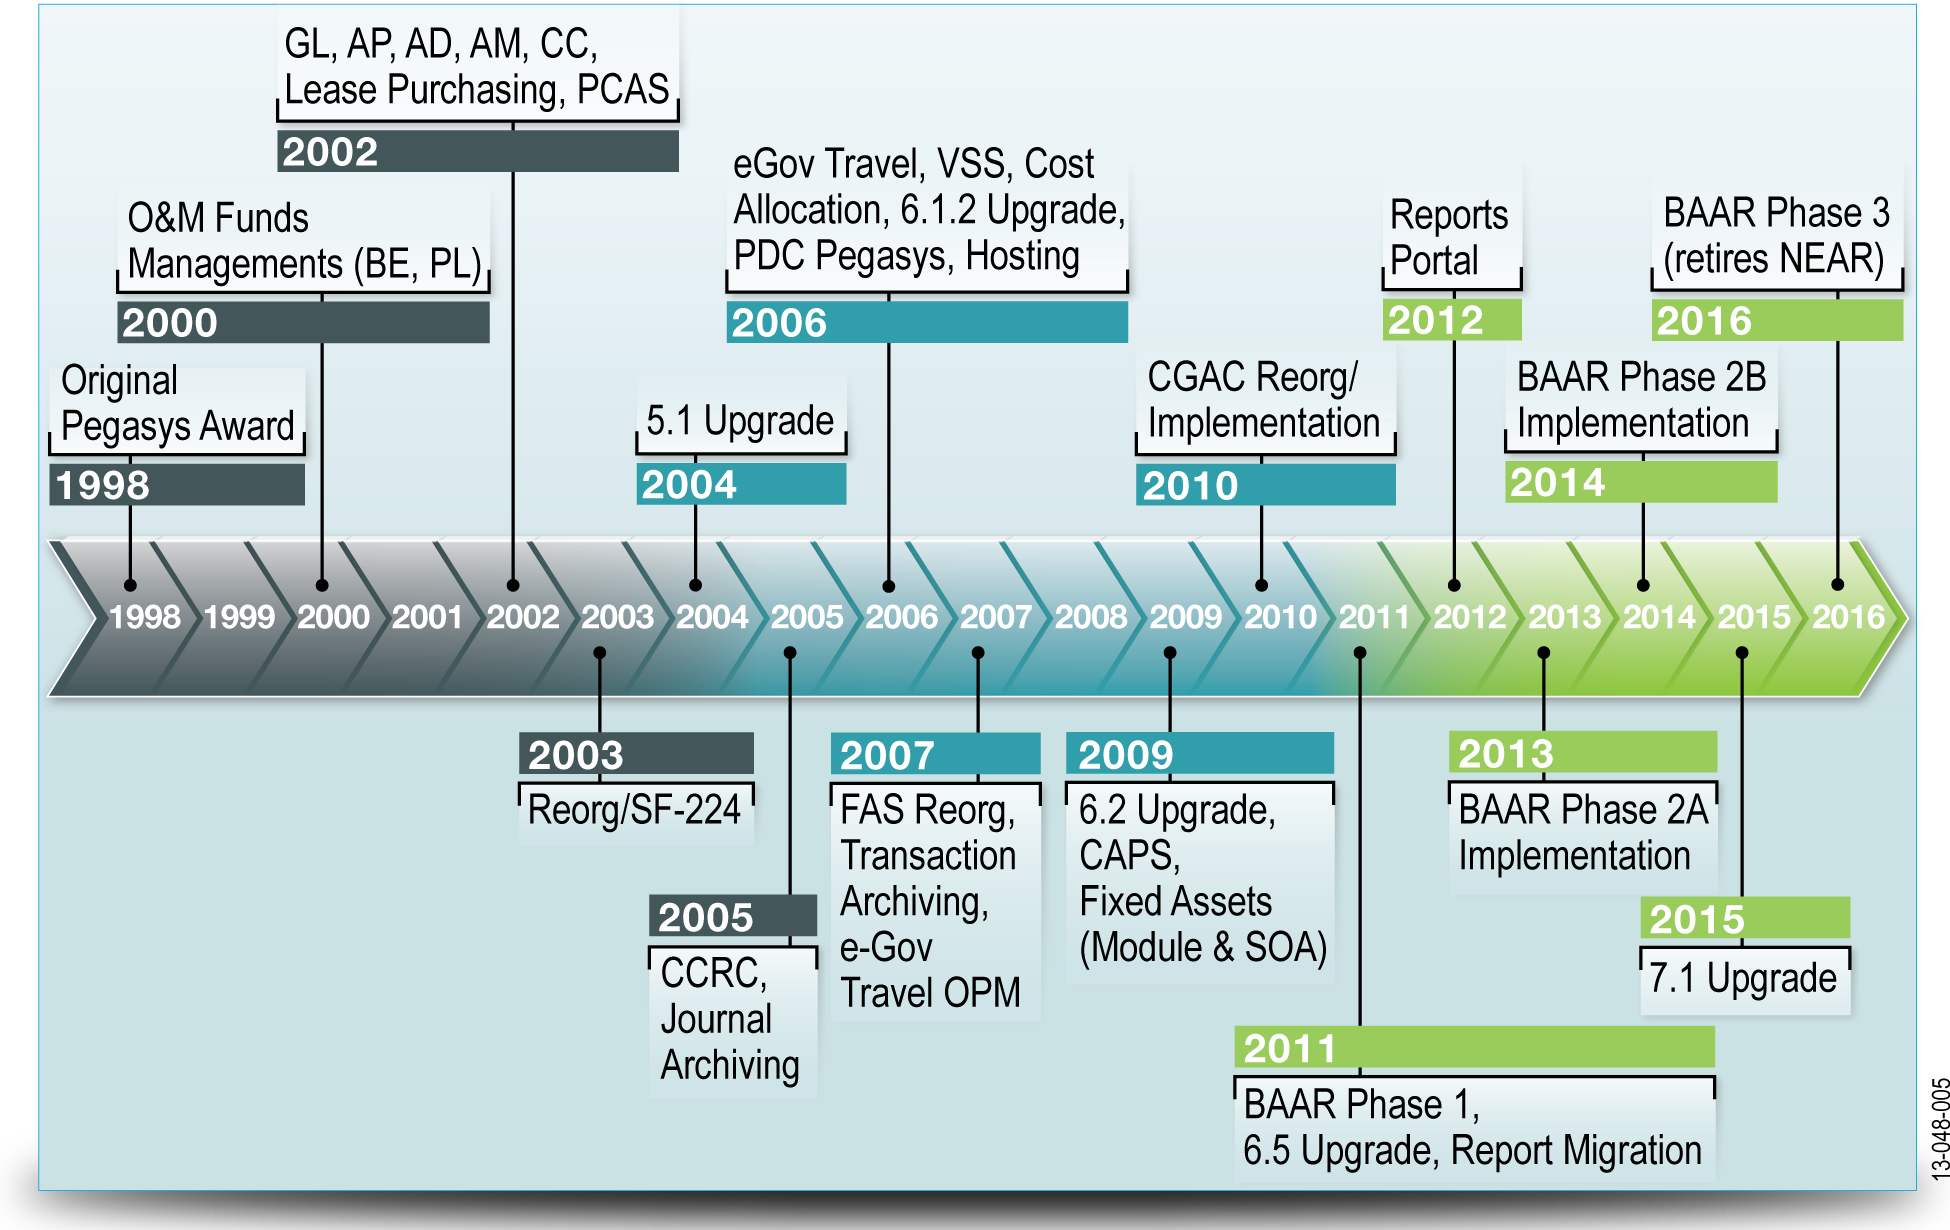 GL, AP, AD, AM, CC,
Lease Purchasing, PCAS
2002
O&M Funds
Managements (BE, PL)
2000
Original
Pegasys Award
1998
5.1 Upgrade
2004
eGov Travel, VSS, Cost
Allocation, 6.1.2 Upgrade,
PDC Pegasys, Hosting
2006
CGAC Reorg/
Implementation
2010
Reports
Portal
2012
BAAR Phase 2B
Implementation
2014
BAAR Phase 3
(retires NEAR)
2016
1998 1999 2000 2001 2002 2003 2004 2005 2006 2007 2008 2009 2010 2011 2012 2013 2014 2015 2016
2003
Reorg/SF-224
2005
CCRC,
Journal
Archiving
2007
FAS Reorg,
Transaction
Archiving,
e-Gov
Travel OPM
2009
6.2 Upgrade,
CAPS,
Fixed Assets
(Module & SOA)
2011
BAAR Phase 1,
6.5 Upgrade, Report Migration
2013
BAAR Phase 2A
Implementation
2015
7.1 Upgrade
13-048-005